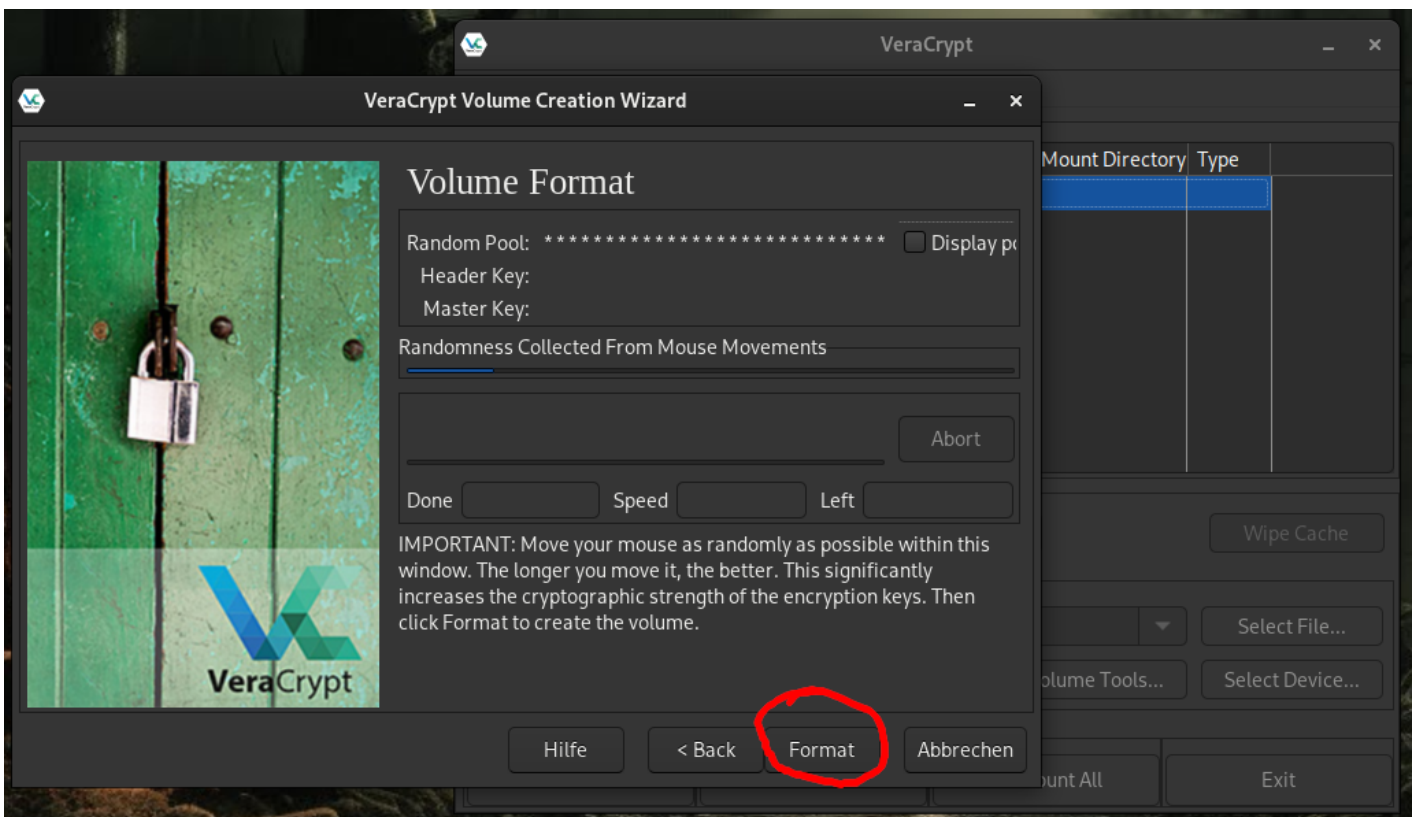 VeraCrypt
VeraCrypt Volume Creation Wizard
Mount Directory
Type
Volume Format
Random Pool: ****************************
Display
Header Key:
Master Key:
Randomness Collected From Mouse Movements
Abort
Done
Speed
Left
IMPORTANT: Move your mouse as randomly as possible within this
window. The longer you move it, the better. This significantly
increases the cryptographic strength of the encryption keys. Then
click Format to create the volume.
Wipe Cache
Select File...
Tools...
Select Device...
VeraCrypt
Hilfe
< Back
Format
Abbrechen
All
Exit